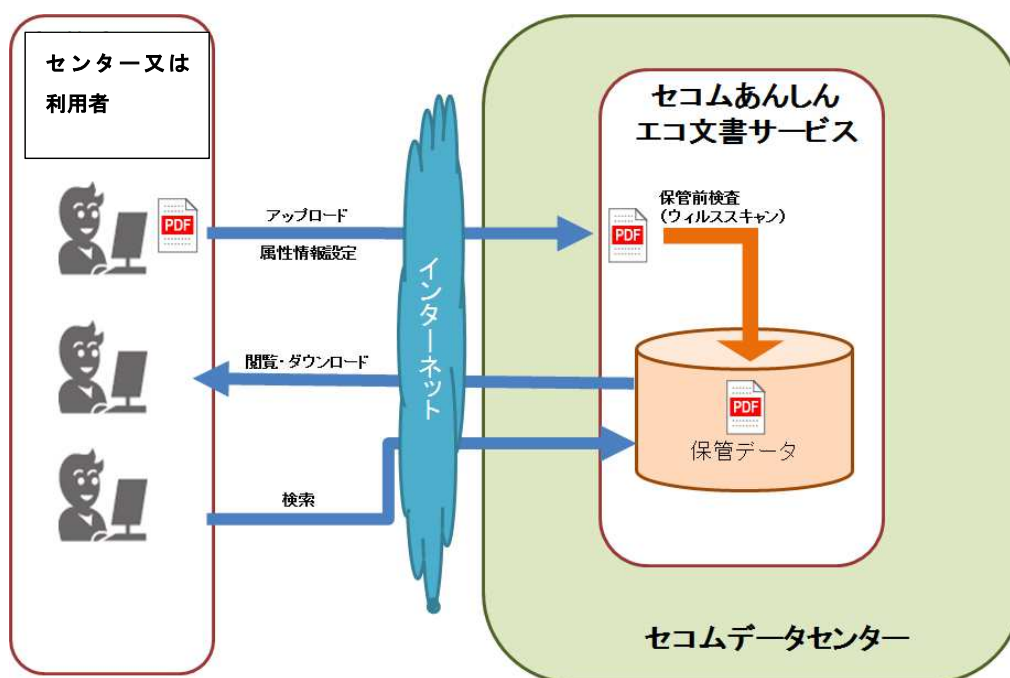 センター又は
利用者
セコムあんしん
エコ文書サービス
PDF
アップロード
属性情報設定
PDF
保管前検査
(ウィルススキャン)
インターネット
閲覧・ダウンロード
PDF
保管データ
検索
セコムデータセンター